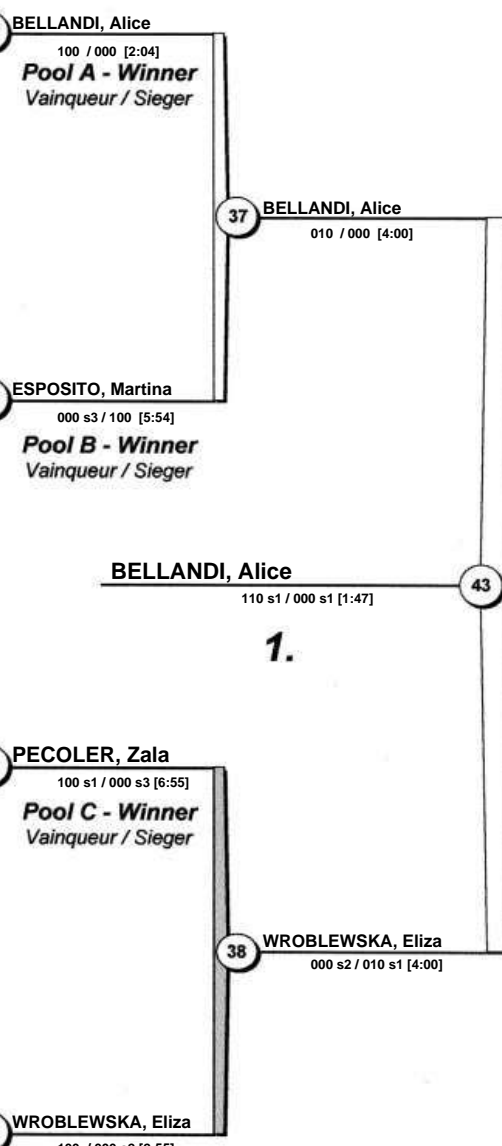 BELLANDI, Alice
100 / 000 [2:04]
Pool A - Winner
Vainqueur / Sieger
37
BELLANDI, Alice
010 / 000 [4:00]
ESPOSITO, Martina
000 s3 / 100 [5:54]
Pool B - Winner
Vainqueur / Sieger
BELLANDI, Alice
110 s1 / 000 s1 [1:47]
43
1.
PECOLER, Zala
100 s1 / 000 s3 [6:55]
Pool C - Winner
Vainqueur / Sieger
38
WROBLEWSKA, Eliza
000 s2 / 010 s1 [4:00]
WROBLEWSKA, Eliza